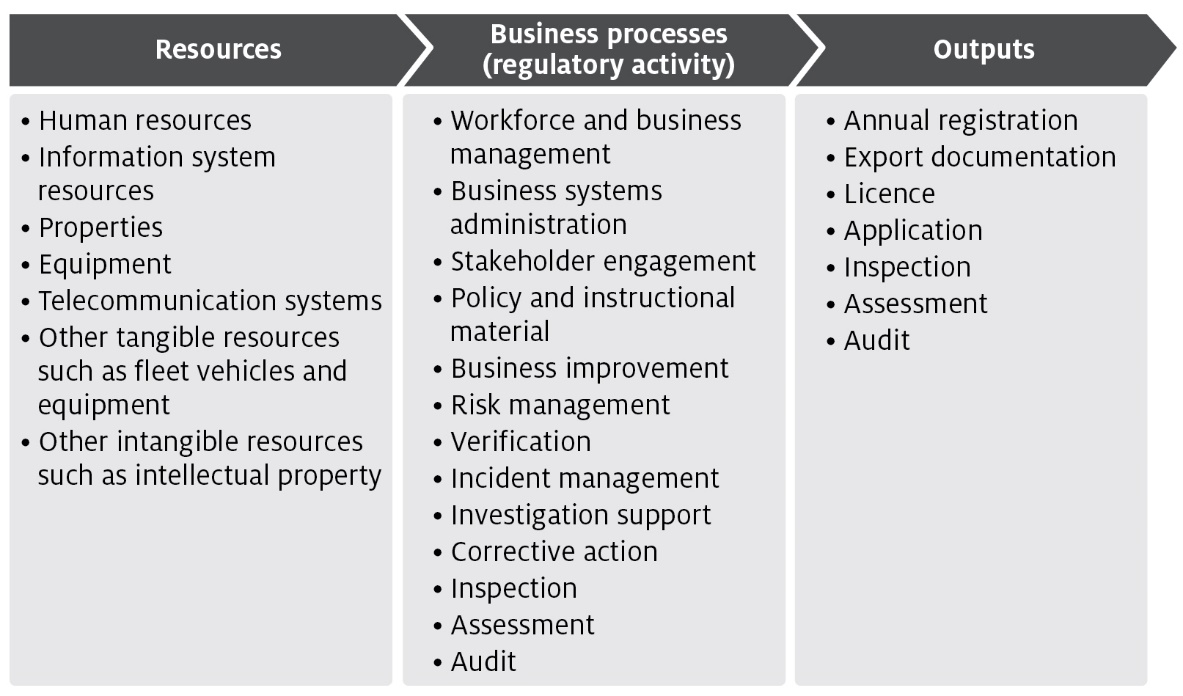 Resources
Business processes
(regulatory activity)
Outputs
• Human resources
• Information system
resources
• Properties
• Equipment
• Telecommunication systems
• Other tangible resources
such as fleet vehicles and
equipment
• Other intangible resources
such as intellectual property
• Workforce and business
management
• Business systems
administration
• Stakeholder engagement
• Policy and instructional
material
• Business improvement
• Risk management
• Verification
• Incident management
• Investigation support
• Corrective action
• Inspection
• Assessment
• Audit
• Annual registration
• Export documentation
• Licence
• Application
• Inspection
• Assessment
• Audit